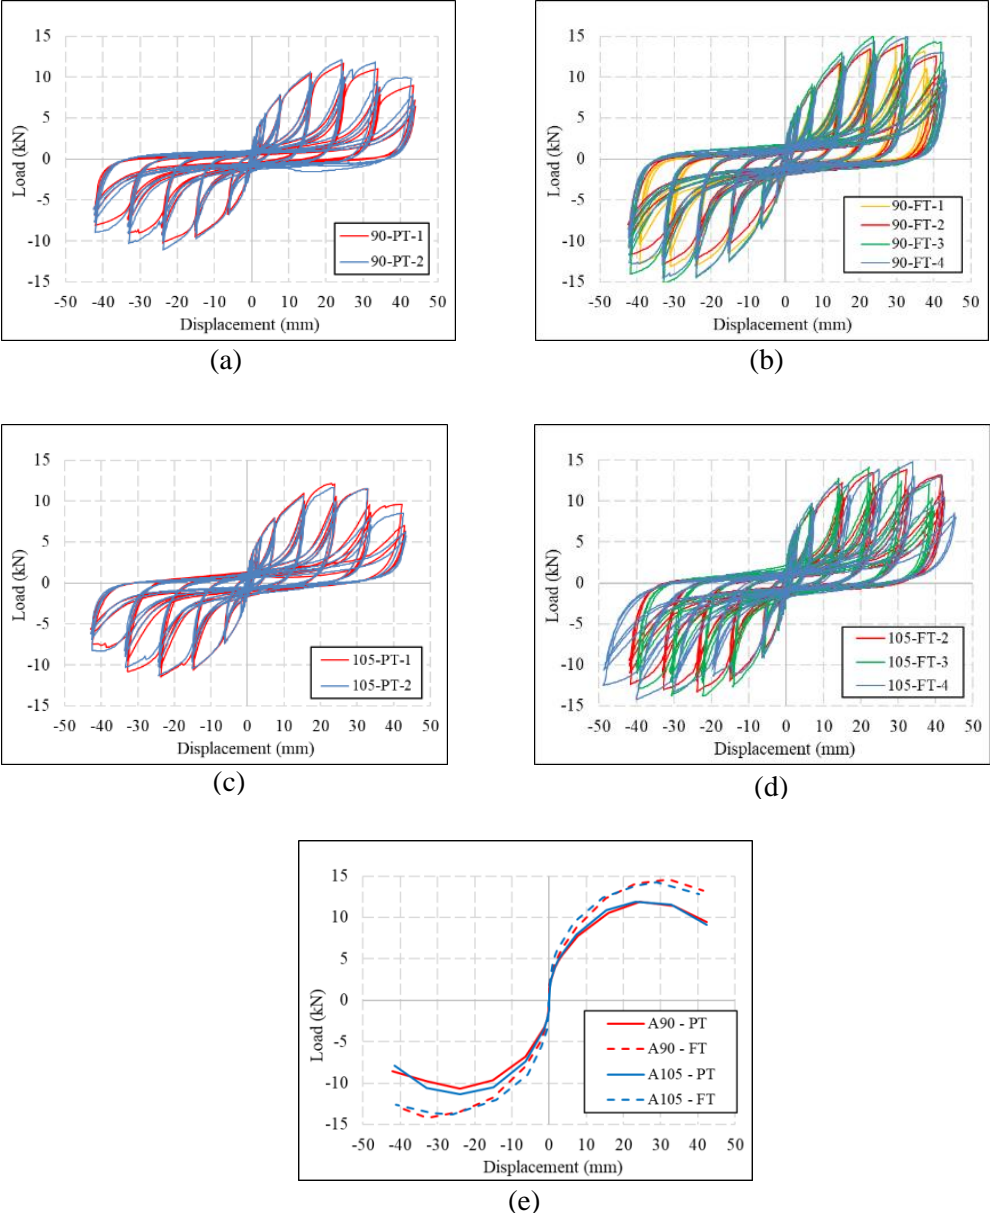 15
10
5
0
-5
-10
-15
-50 -40 -30 -20 -10 0 10 20 30 40 50
Load (kN)
Displacement (mm)
90-PT-1
90-PT-2
(a)
15
10
5
0
-5
-10
-15
-50 -40 -30 -20 -10 0 10 20 30 40 50
Load (kN)
Displacement (mm)
90-FT-1
90-FT-2
90-FT-3
90-FT-4
(b)
15
10
5
0
-5
-10
-15
-50 -40 -30 -20 -10 0 10 20 30 40 50
Load (kN)
Displacement (mm)
105-PT-1
105-PT-2
(c)
15
10
5
0
-5
-10
-15
-50 -40 -30 -20 -10 0 10 20 30 40 50
Load (kN)
Displacement (mm)
105-FT-2
105-FT-3
105-FT-4
(d)
15
10
5
0
-5
-10
-15
-50 -40 -30 -20 -10 0 10 20 30 40 50
Load (kN)
Displacement (mm)
A90 - PT
A90 - FT
A105 - PT
A105 - FT
(e)